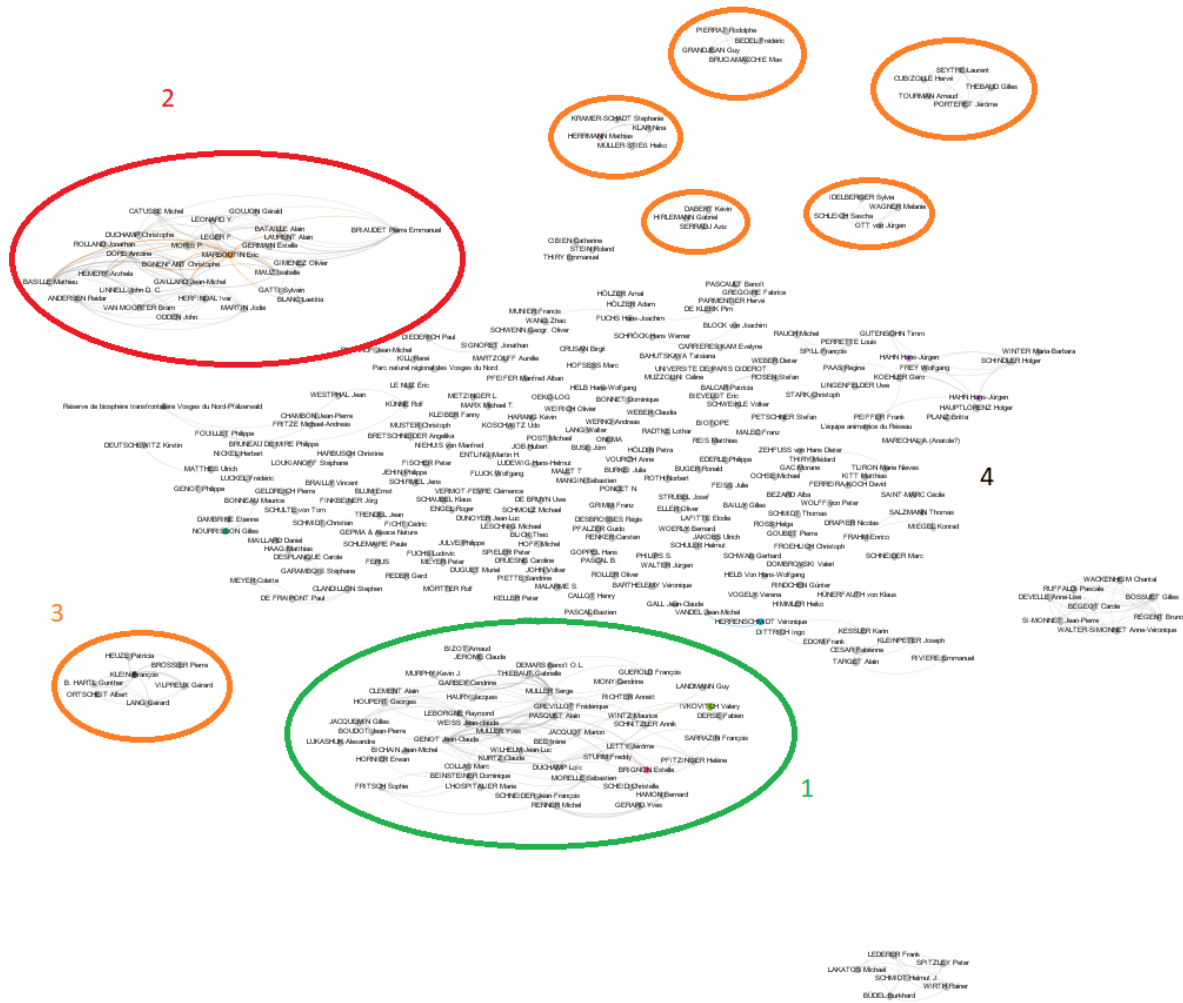 PIERRAT Rodolphe
BEDEL Frédéric
GRANDJEAN Guy
BRUCIAMACCHIE Max
SEYTRE Laurent
CUBIZOLLE Hervé
THEBAUD Gilles
TOURMAN Arnaud
PORTERET Jérôme
2
KRAMER-SCHADT Stephanie
KLAR Nina
HERRMANN Mathias
MÜLLER-STIEß Heiko
DABERT Kévin
HIRLEMANN Gabriel
SERRADJ Aziz
IDELBERGER Sylvia
WAGNER Melanie
SCHLEICH Sascha
OTT von Jürgen
CATUSSE Michel
GOUJON Gérald
LEONARD Y.
BATAILLE Alain
BRIAUDET Pierre Emmanuel
DUCHAMP Christophe
LEGER F.
LAURENT Alain
ROLLAND Jonathan
MORIS P.
GERMAIN Estelle
DORE Antoine
MARBOUTIN Eric
BONENFANT Christophe
GIMENEZ Olivier
HEMERY Arzhela
MAUZ Isabelle
BASILLE Mathieu
GAILLARD Jean-Michel
LINNELL John D. C.
GATTI Sylvain
ANDERSEN Reidar
HERFINDAL Ivar
BLANC Laetitia
VAN MOORTER Bram
MARTIN Jodie
ODDEN John
CIBIEN Catherine
STEIN Roland
THIRY Emmanuel
PASCAULT Benoît
HÖLZER Amal
GREGOIRE Fabrice
HÖLZER Adam
PARMENTIER Hervé
MUNIER Francis
DE KLERK Pim
WANG Zhao
FUCHS Hans-Joachim
SCHWENN Geogr. Oliver
BLOCK von Joachim
DIEDERICH Paul
SCHROCK Hans Werner
RAUCH Michel
GUTENSOHN Timm
SIGNORET Jonathan
CRUSAN Birgit
CARRIERES KAM Evelyne
PERRETTE Louis
KILL René
MARTZOLFF Aurélie
HOFSESS Marc
BAHUTSKAYA Tatsiana
WEBER Dieter
SPILL François
HAHN Hans-Jürgen
WINTER Maria-Barbara
SCHINDLER Holger
Parc naturel régional des Vosges du Nord
UNIVERSITE DE PARIS DIDEROT
PAAS Regina
FREY Wolfgang
PFEIFER Manfred Alban
MUZZOLINI Céline
ROSEN Stefan
KOEHLER Gero
LE NUZ Éric
HELB Hans-Wolfgang
BALCAR Patricia
LINGENFELDER Uwe
WESTPHAL Jean
METZINGER L.
OEKO-LOG
BONNET Dominique
BIEVELOT Eric
STARK Christoph
HAHN Hans-Jürgen
Réserve de biosphère transfrontalière Vosges du Nord-Pfälzerwald
KÜNNE Rolf
MARX Michael T.
WEIRICH Oliver
WEBER Claudia
SCHWEIKLE Volker
HAUPTLORENZ Holger
CHAMBON Jean-Pierre
KLEIBER Fanny
HARANG Kévin
WERNO Andreas
PETSCHNER Stefan
PEIFFER Frank
PLANZ Britta
FRITZE Michael-Andreas
MUSTER Christoph
KOSCHWITZ Udo
LANG Walter
RADTKE Lothar
BIOTOPE
L'équipe animatrice du Réseau
FOUILLET Philippe
BRETSCHNEIDER Angelika
POST Michael
ONEMA
REIS Matthias
MALEC Franz
MARECHAL A (Anatole?)
DEUTSCHEWITZ Kirstin
BRUNEAU DE MIRE Philippe
NIEHUIS von Manfred
JOB Hubert
BUSE Jörn
HÖLDIN Petra
ZEHFUSS von Hans Dieter
NICKEL Herbert
HARBUSCH Christine
ENTLING Martin H.
VOURCH Anne
EDERLE Philippe
THIRY Médard
4
LOUKIANOFF Stéphane
FISCHER Peter
LUDEWIG Hans-Helmut
BURKEL Julia
BUGER Ronald
GAC Morane
TLIRON Marie Nieves
MATTHES Ulrich
JEHIN Philippe
FLUCK Wolfgang
MALET T
ROTH Norbert
OCHSE Michael
KITT Matthias
LUCKEL Frédéric
BRAILLY Vincent
SCHIRMEL Jens
MANGIN Sébastien
FEISS Julia
FERREIRA-KOCH David
GENOT Philippe
GELDREICH Pierre
BLUM Ernst
VERMOT-FEVRE Clémence
PONCET N.
BAILLY Gilles
BEZARD Alba
SAINT-MARC Cécile
BONNEAU Maurice
FINKBEINER Jörg
SCHAUBEL Klaus
DE BRUYN Uwe
STRUBEL Josef
WOLFF von Peter
SCHULTE von Tom
ENGEL Roger
SCHMOLZ Michael
GRIMM Franz
ELLER Oliver
SCHMIDT Thomas
SALZMANN Thomas
DAMBRINE Etienne
TRENDEL Jean
DUNOYER Jean-Luc
LAFITTE Elodie
SCHMIDT Christian
FICHT Cédric
LESCHNIG Michael
DESBROSSES Régis
ROSS Helga
DRAPIER Nicolas
MIEGEL Konrad
NOURRISSON Gilles
GEPMA & Alsace Nature
BLICK Theo
PFALZER Guido
WOERLY Bernard
GOUBET Pierre
MAILLARD Daniel
SCHLEMAIRE Paule
JULVE Philippe
HOFF Michel
RENKER Carsten
JAKOBS Ulrich
FRAHM Enrico
HAAG Matthias
FUCHS Ludovic
SPIELER Peter
GOPPEL Hans
SCHULER Helmut
FROEHLICH Christoph
DESPLANQUE Carole
MEYER Peter
DRUESNE Caroline
PASCAL B.
PHILIPS S.
SCHWAB Gerhard
SCHNEIDER Marc
FERUS
JOHN Volker
WALTER Jürgen
DOMBROWSKI Valeri
GARAMBOIS Stéphane
DUGUET Muriel
ROLLER Oliver
HELB Von Hans-Wolfgang
MEYER Colette
REDER Gerd
PIETTE Sandrine
BARTHELEMY Véronique
RINDCHEN Günter
CLANDILLON Stephen
MÖRTTER Rolf
MALARME S.
VOGELY Verena
HÜNERFAUTH von Klaus
DE FRAIPONT Paul
KELLER Peter
CALLOT Henry
GALL Jean-Claude
HIMMLER Heiko
PASCAL Bastien
VANDEL Jean-Michel
HERRENSCHMIDT Véronique
DITTRICH Ingo
KESSLER Karin
EDOM Frank
KLEINPETER Joseph
CESAR Fabienne
TARGET Alain
RIVIERE Emmanuel
WACKENHEIM Chantal
RUFFALDI Pascale
DEVELLE Anne-Lise
BOSSUET Gilles
BEGEOT Carole
REGENT Bruno
SI-MONNET Jean-Pierre
WALTER-SIMONNET Anne-Véronique
3
HEUZE Patricia
BROSSIER Pierre
KLEIN François
B. HARTL Gunther
VILPREUX Gérard
ORTSCHEIT Albert
LANG Gérard
BIZOT Arnaud
JEROME Claude
DEMARS Benoît O.L.
MURPHY Kevin J.
THIEBAUT Gabrielle
GUEROLD François
GARBEY Cendrine
MONY Cendrine
LANDMANN Guy
CLEMENT Alain
MULLER Serge
HAURY Jacques
RICHTER Annett
HOUPERT Georges
GREVILLOT Frédérique
IVKOVITCH Valery
LEBORGNE Raymond
PASQUET Alain
WINTZ Maurice
DERSE Fabien
JACQUEMIN Gilles
WEISS Jean-claude
SCHNITZLER Annik
BOUDOT Jean-Pierre
MULLER Yves
JACQUOT Marion
LUKASHUK Alexandre
GENOT Jean-Claude
BEE Irène
SARRAZIN François
BICHAIN Jean-Michel
WILHELM Jean-Luc
LETTY Jérôme
HORNIER Erwan
KURTZ Claude
STURM Freddy
PFITZINGER Hélène
COLLAS Marc
DUCHAMP Loïc
BRIGNON Estelle
BEINSTEINER Dominique
MORELLE Sébastien
1
FRITSCH Sophie
L'HOSPITALIER Marie
SCHEID Christelle
SCHNEIDER Jean-François
HAMON Bernard
RENNER Michel
GERARD Yves
LEDERER Frank
SPITZLEY Peter
LAKATOS Michael
SCHMIDT Helmut J.
WIRTH Rainer
BÜDEL Burkhard